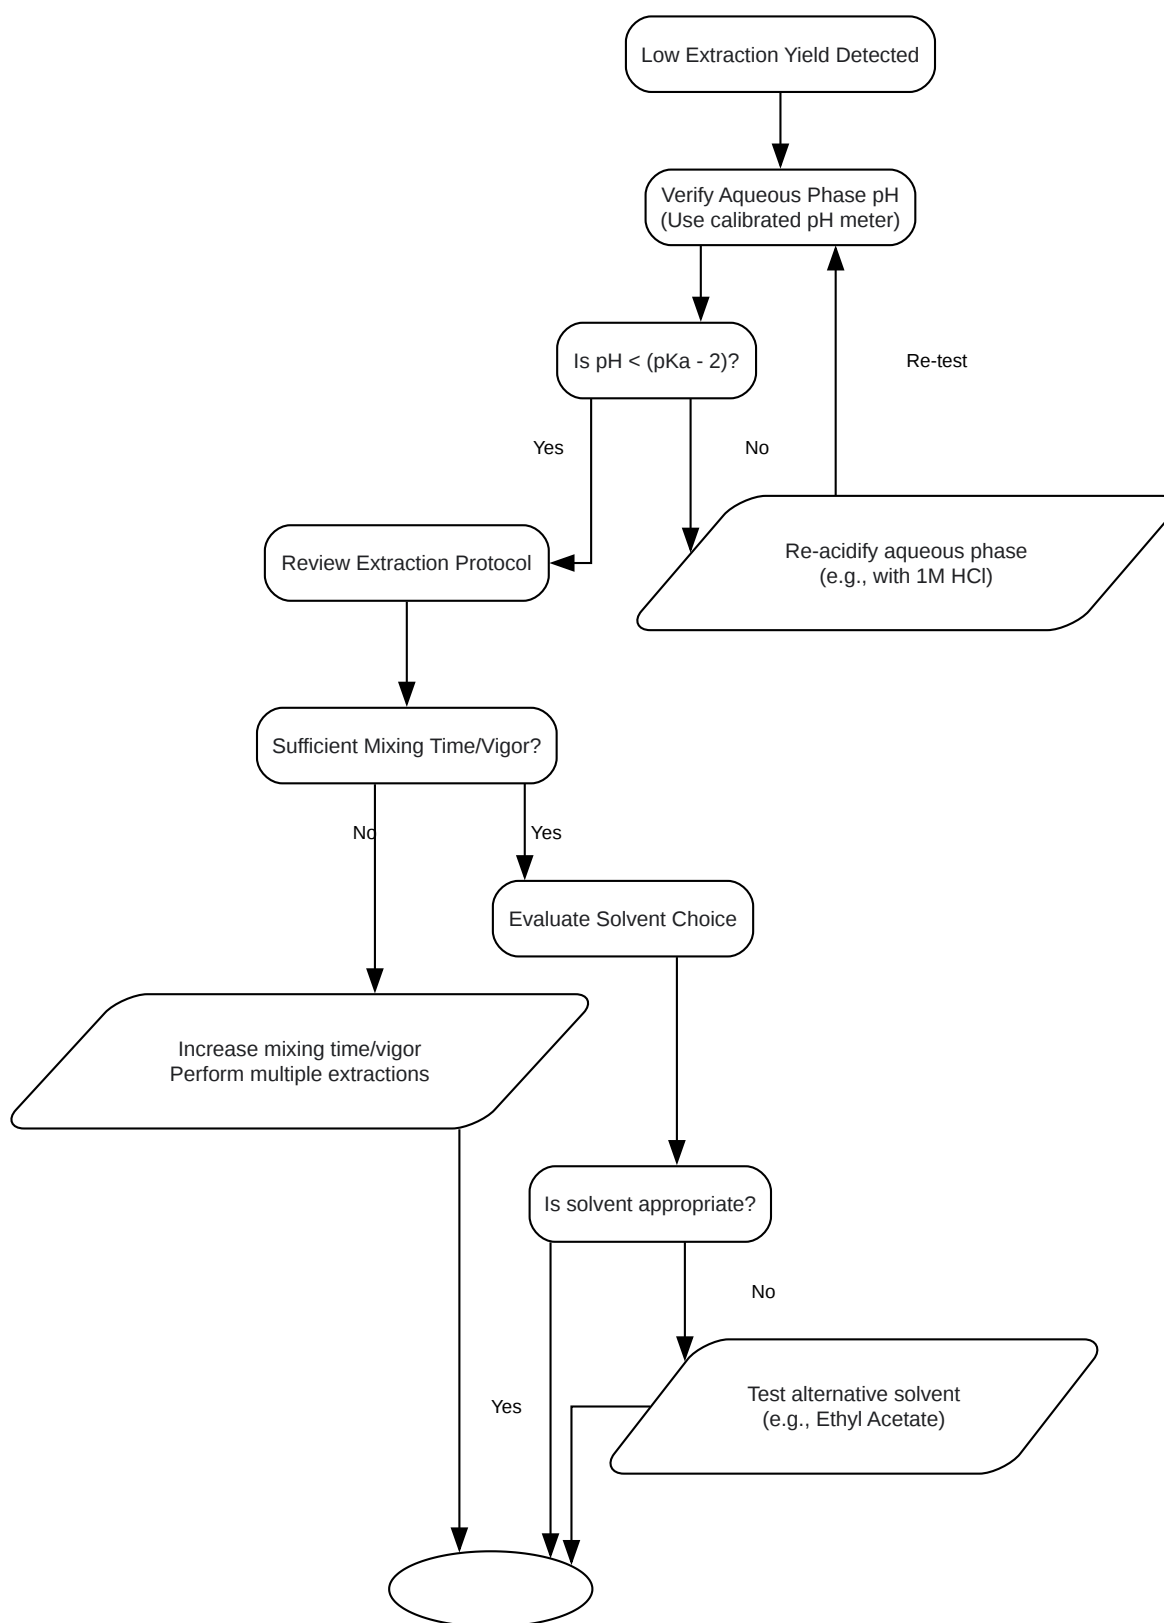 Low Extraction Yield Detected
Verify Aqueous Phase pH
(Use calibrated pH meter)
Is pH < (pKa - 2)?
Re-test
Yes
No
Re-acidify aqueous phase
(e.g., with 1M HCl)
Review Extraction Protocol
Sufficient Mixing Time/Vigor?
No
Yes
Evaluate Solvent Choice
Increase mixing time/vigor
Perform multiple extractions
Is solvent appropriate?
No
Yes
Test alternative solvent
(e.g., Ethyl Acetate)